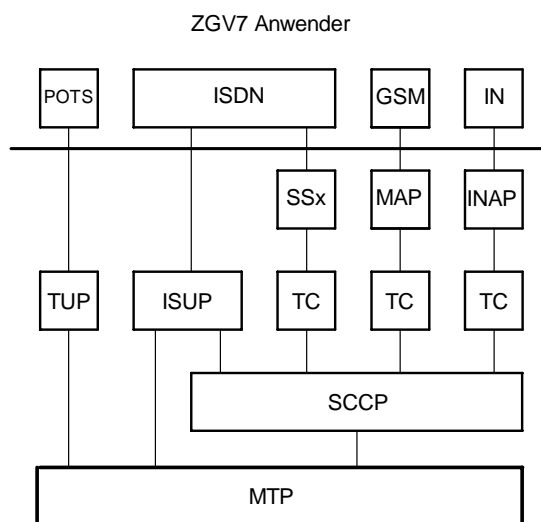 ZGV7 Anwender
POTS ISDN GSM IN
SSx MAP INAP
TUP ISUP TC TC TC
SCCP
MTP